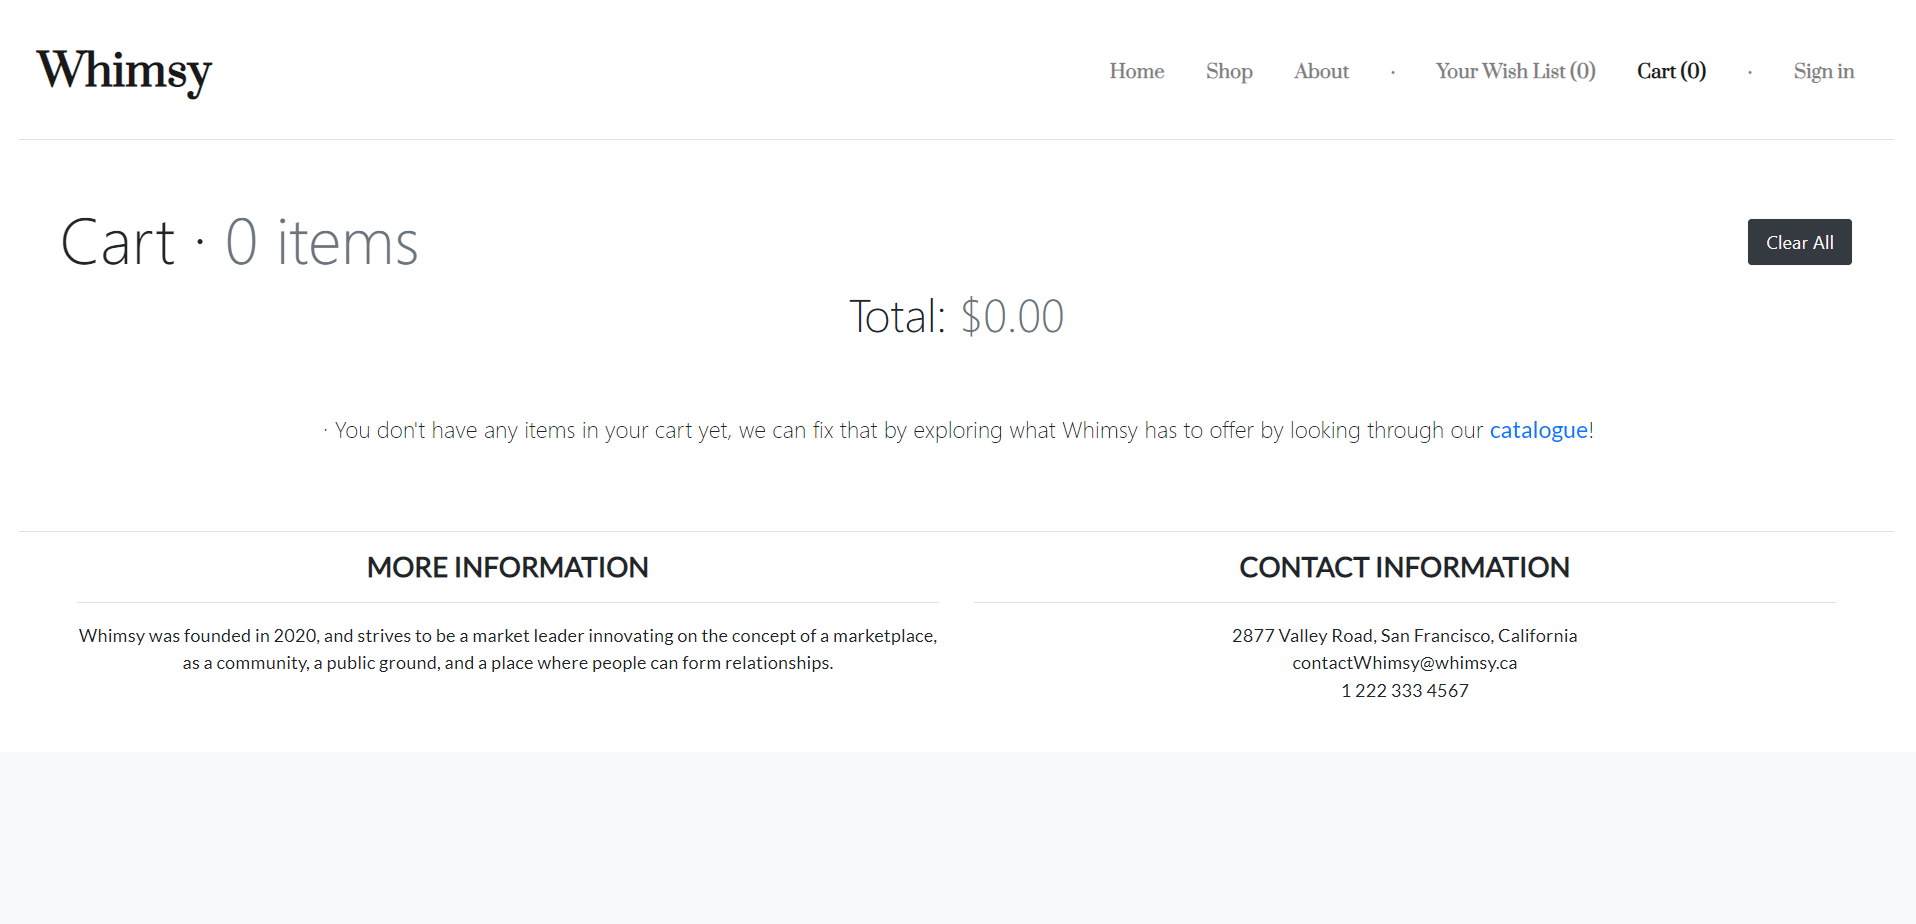 Whimsy
Home Shop About · Your Wish List (0) Cart (0) · Sign in
Cart · 0 items
Clear All
Total: $0.00
· You don't have any items in your cart yet, we can fix that by exploring what Whimsy has to offer by looking through our catalogue!
MORE INFORMATION
Whimsy was founded in 2020, and strives to be a market leader innovating on the concept of a marketplace,
as a community, a public ground, and a place where people can form relationships.
CONTACT INFORMATION
2877 Valley Road, San Francisco, California
contactWhimsy@whimsy.ca
1 222 333 4567